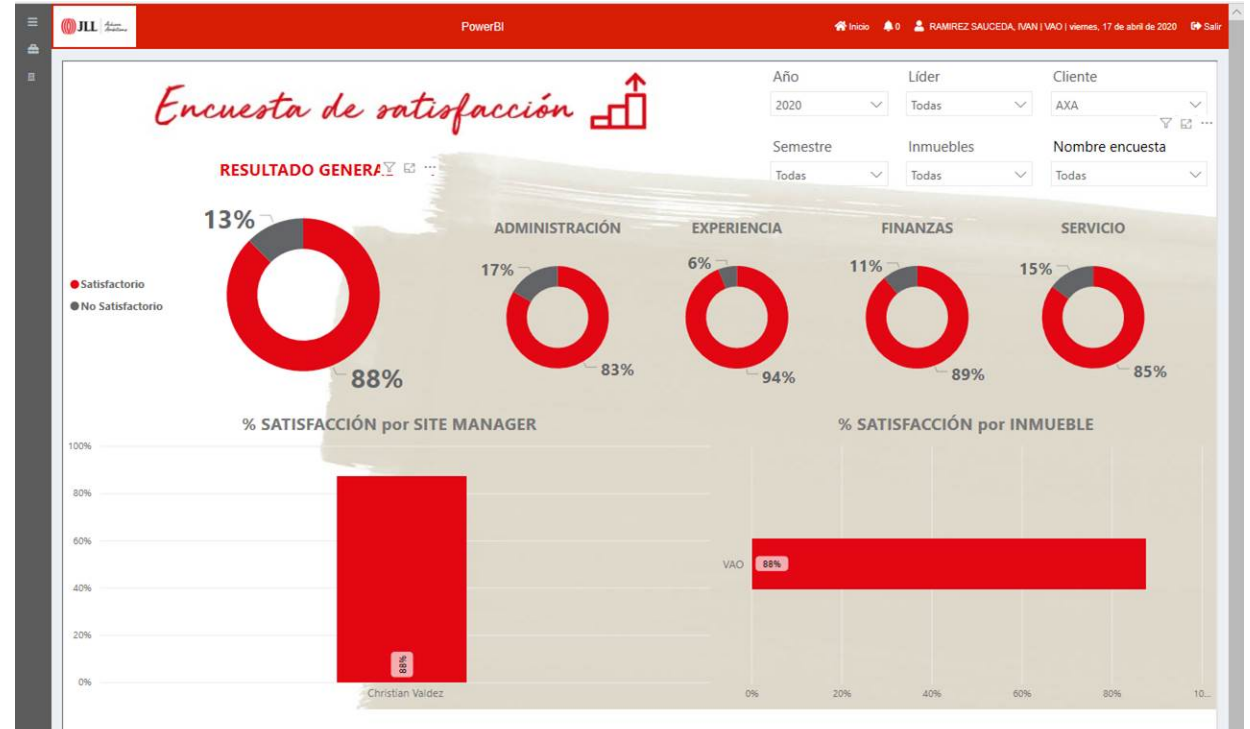 JLL
PowerBI
Inicio
0
RAMIREZ SAUCEDA, IVAN | VAO | viernes, 17 de abril de 2020
Salir
Encuesta de satisfacción
Año
Líder
Cliente
2020
Todas
AXA
Semestre
Inmuebles
Nombre encuesta
Todas
Todas
Todas
RESULTADO GENERA
...
13%
88%
Satisfactorio
No Satisfactorio
ADMINISTRACIÓN
EXPERIENCIA
FINANZAS
SERVICIO
17%
83%
6%
94%
11%
89%
15%
85%
% SATISFACCIÓN por SITE MANAGER
100%
80%
60%
40%
20%
0%
88%
Christian Valdez
% SATISFACCIÓN por INMUEBLE
VAO
88%
0%
20%
40%
60%
80%
10...